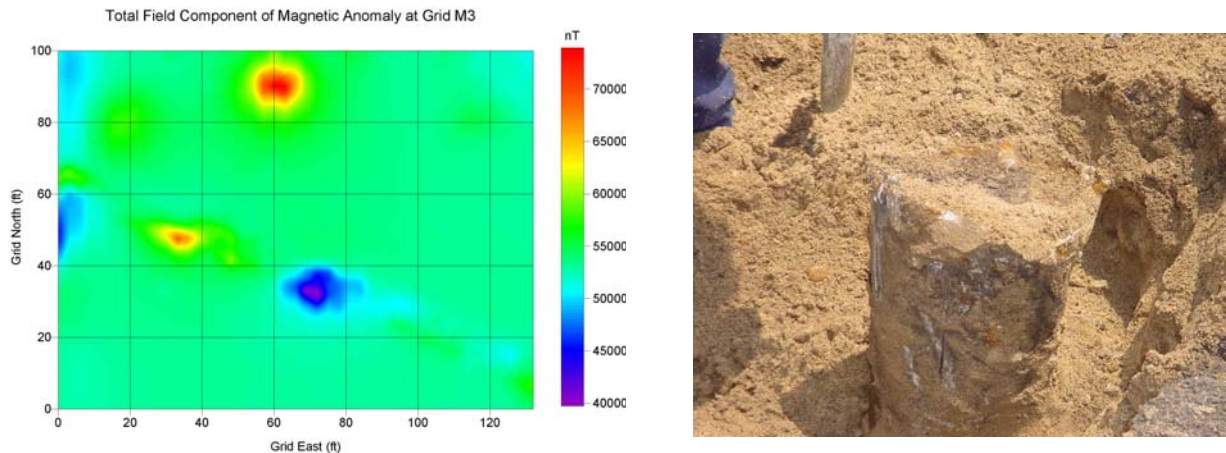 Total Field Component of Magnetic Anomaly at Grid M3
nT
100
80
60
40
20
0
Grid North (ft)
0 20 40 60 80 100 120
Grid East (ft)
70000
65000
60000
55000
50000
45000
40000